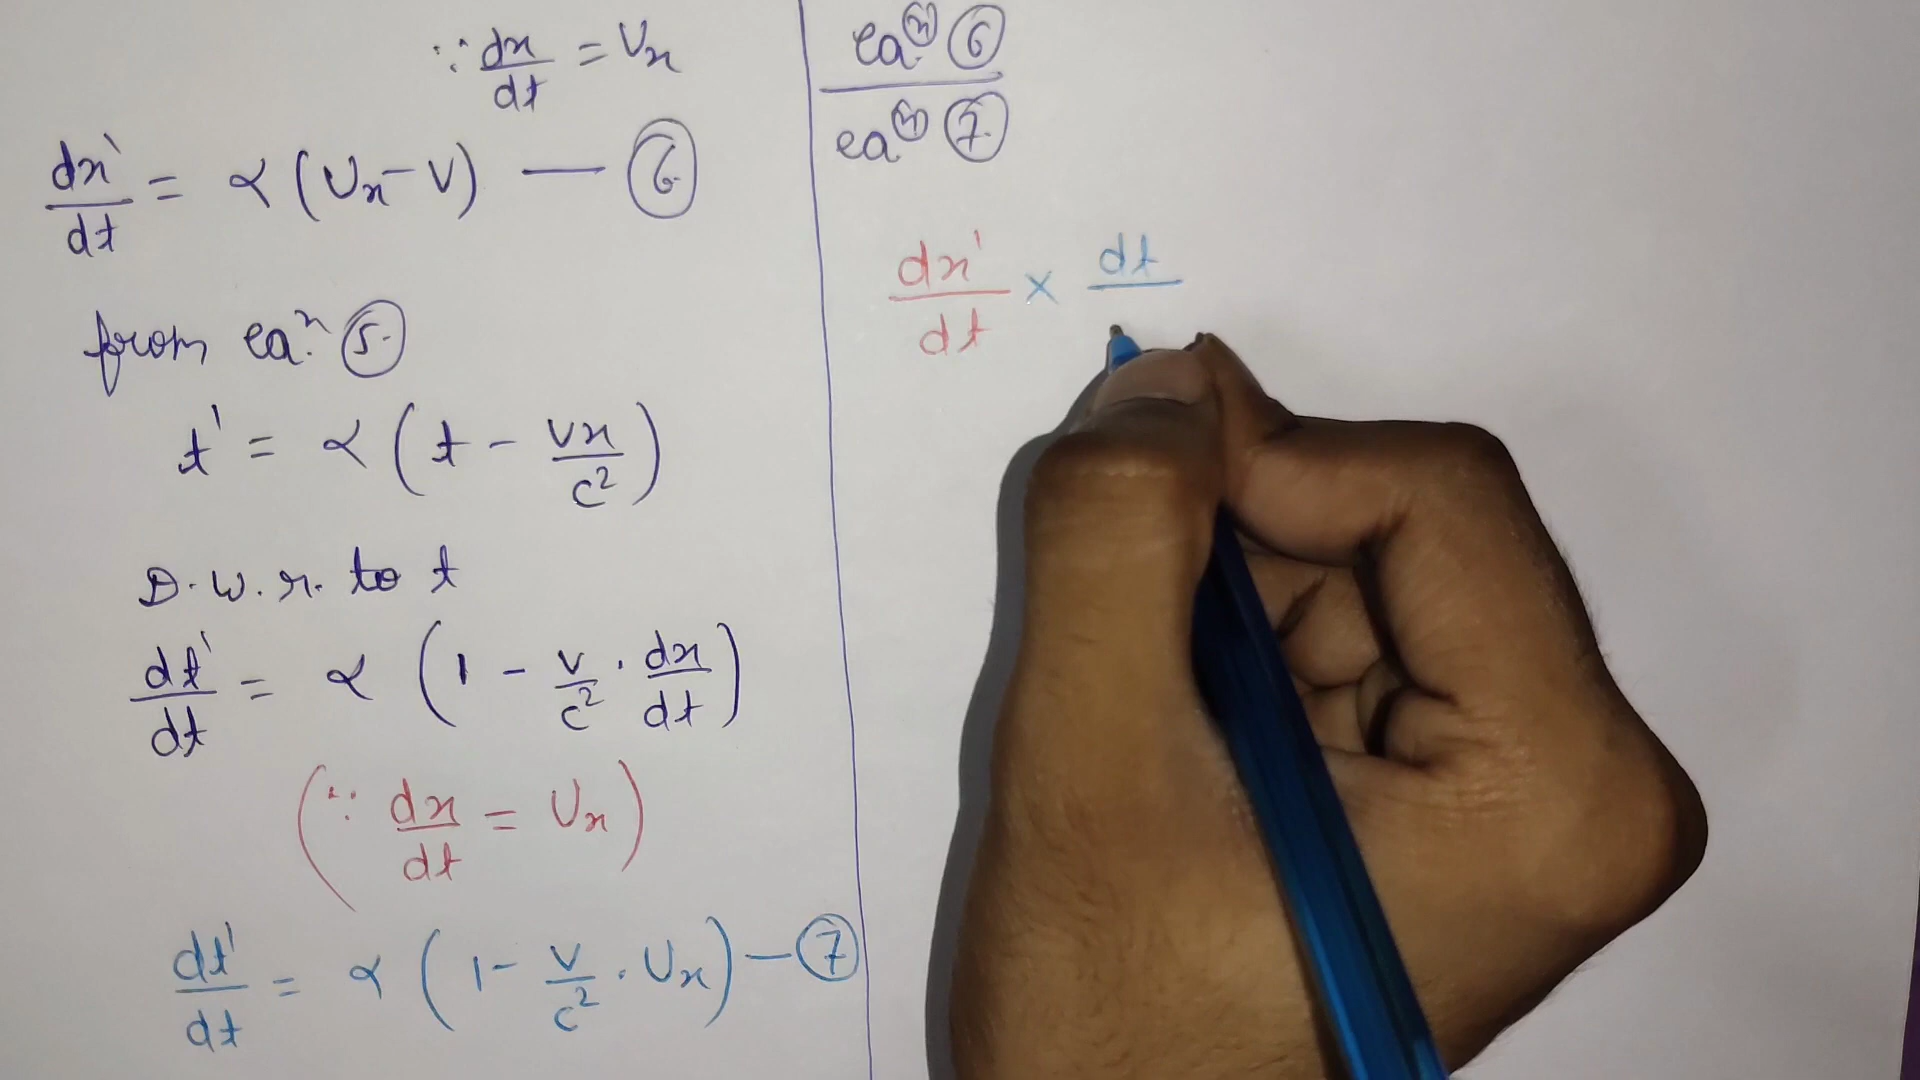 ∵ dx/dt = Ux
dx'/dt = α (Ux - V) — ⑥
from eqⁿ ⑤
t' = α (t - Vx/c²)
D.W.r. to t
dt'/dt = α (1 - V/c² · dx/dt)
(∵ dx/dt = Ux)
dt'/dt = α (1 - V/c² · Ux) — ⑦
eqⁿ ⑥
eqⁿ ⑦
dx'/dt × dt